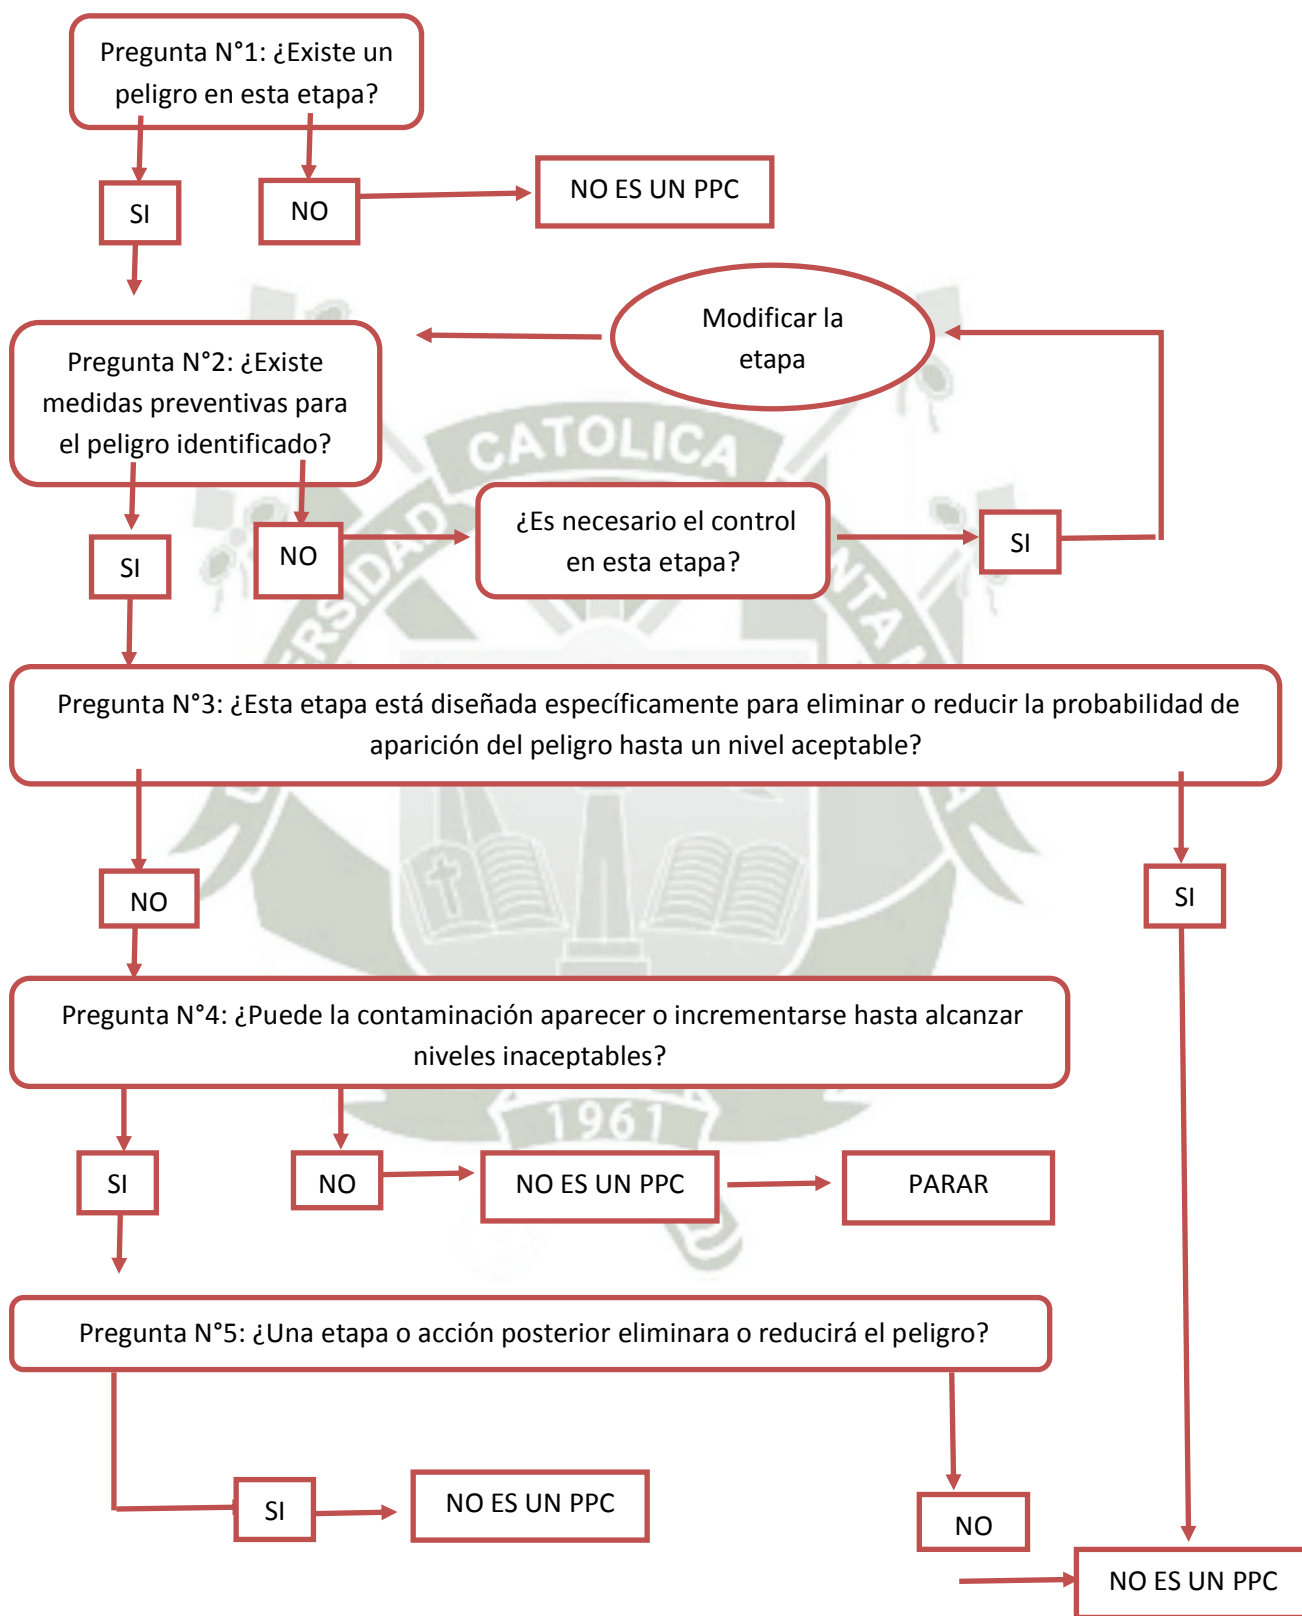 Pregunta N°1: ¿Existe un
peligro en esta etapa?
SI
NO
NO ES UN PPC
Modificar la
etapa
Pregunta N°2: ¿Existe
medidas preventivas para
el peligro identificado?
SI
NO
¿Es necesario el control
en esta etapa?
SI
CATOLICA
Pregunta N°3: ¿Esta etapa está diseñada específicamente para eliminar o reducir la probabilidad de
aparición del peligro hasta un nivel aceptable?
NO
SI
Pregunta N°4: ¿Puede la contaminación aparecer o incrementarse hasta alcanzar
niveles inaceptables?
1961
SI
NO
NO ES UN PPC
PARAR
Pregunta N°5: ¿Una etapa o acción posterior eliminara o reducirá el peligro?
SI
NO ES UN PPC
NO
NO ES UN PPC